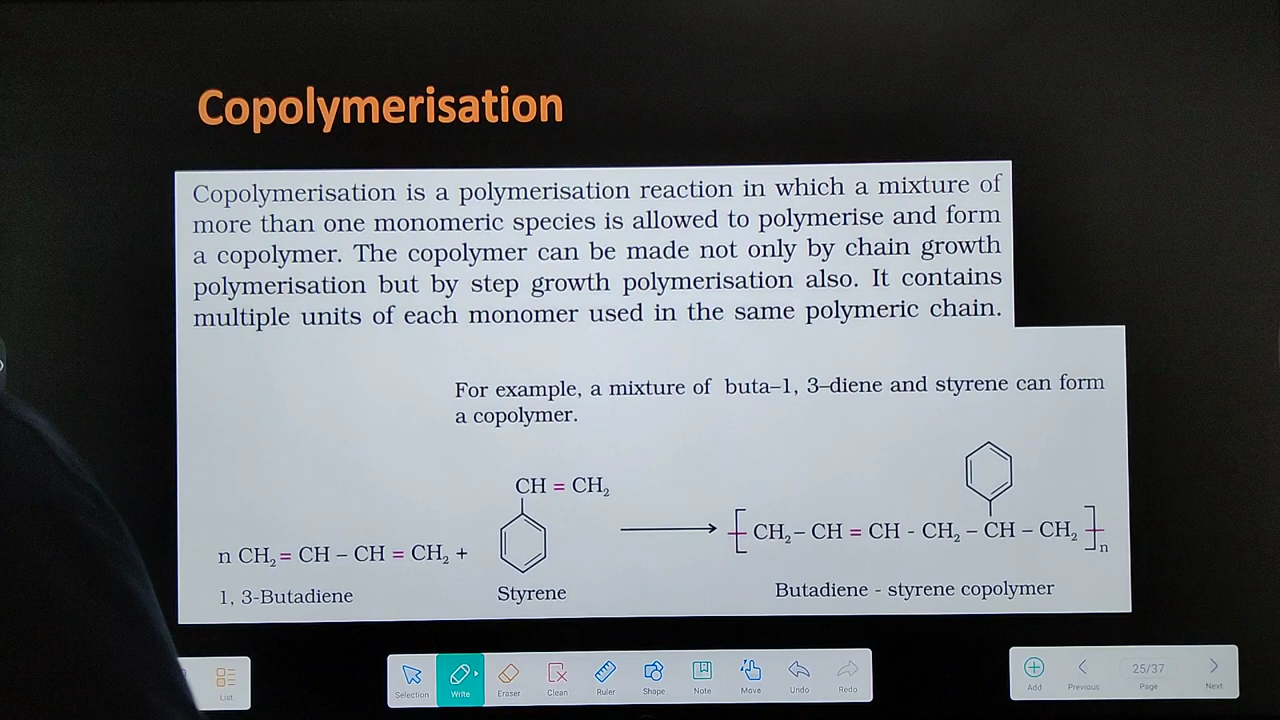 Copolymerisation
Copolymerisation is a polymerisation reaction in which a mixture of
more than one monomeric species is allowed to polymerise and form
a copolymer. The copolymer can be made not only by chain growth
polymerisation but by step growth polymerisation also. It contains
multiple units of each monomer used in the same polymeric chain.
For example, a mixture of buta–1, 3–diene and styrene can form
a copolymer.
CH = CH₂
n CH₂ = CH – CH = CH₂ +
CH₂ – CH = CH - CH₂ – CH – CH₂
n
1, 3-Butadiene
Styrene
Butadiene - styrene copolymer
List
Selection
Write
Eraser
Clean
Ruler
Shape
Note
Move
Undo
Redo
Add
Previous
25/37
Page
Next